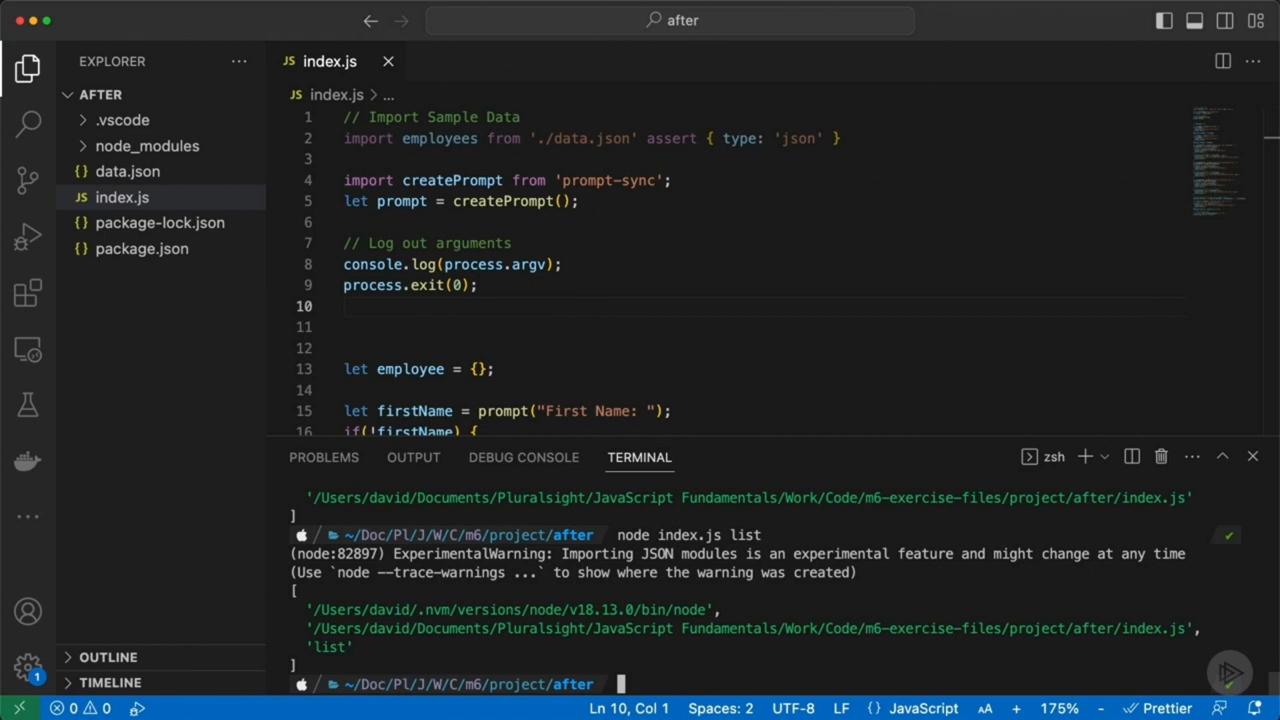 after
EXPLORER
AFTER
.vscode
node_modules
{} data.json
JS index.js
{} package-lock.json
{} package.json
OUTLINE
TIMELINE
JS index.js
JS index.js > ...
1 // Import Sample Data
2 import employees from './data.json' assert { type: 'json' }
3
4 import createPrompt from 'prompt-sync';
5 let prompt = createPrompt();
6
7 // Log out arguments
8 console.log(process.argv);
9 process.exit(0);
10
11
12
13 let employee = {};
14
15 let firstName = prompt("First Name: ");
16 if(!firstName) {
PROBLEMS OUTPUT DEBUG CONSOLE TERMINAL zsh
'/Users/david/Documents/Pluralsight/JavaScript Fundamentals/Work/Code/m6-exercise-files/project/after/index.js'
]
~/Doc/Pl/J/W/C/m6/project/after node index.js list
(node:82897) ExperimentalWarning: Importing JSON modules is an experimental feature and might change at any time
(Use `node --trace-warnings ...` to show where the warning was created)
[
'/Users/david/.nvm/versions/node/v18.13.0/bin/node',
'/Users/david/Documents/Pluralsight/JavaScript Fundamentals/Work/Code/m6-exercise-files/project/after/index.js',
'list'
]
~/Doc/Pl/J/W/C/m6/project/after
1
0 0 Ln 10, Col 1 Spaces: 2 UTF-8 LF {} JavaScript AA + 175% - Prettier